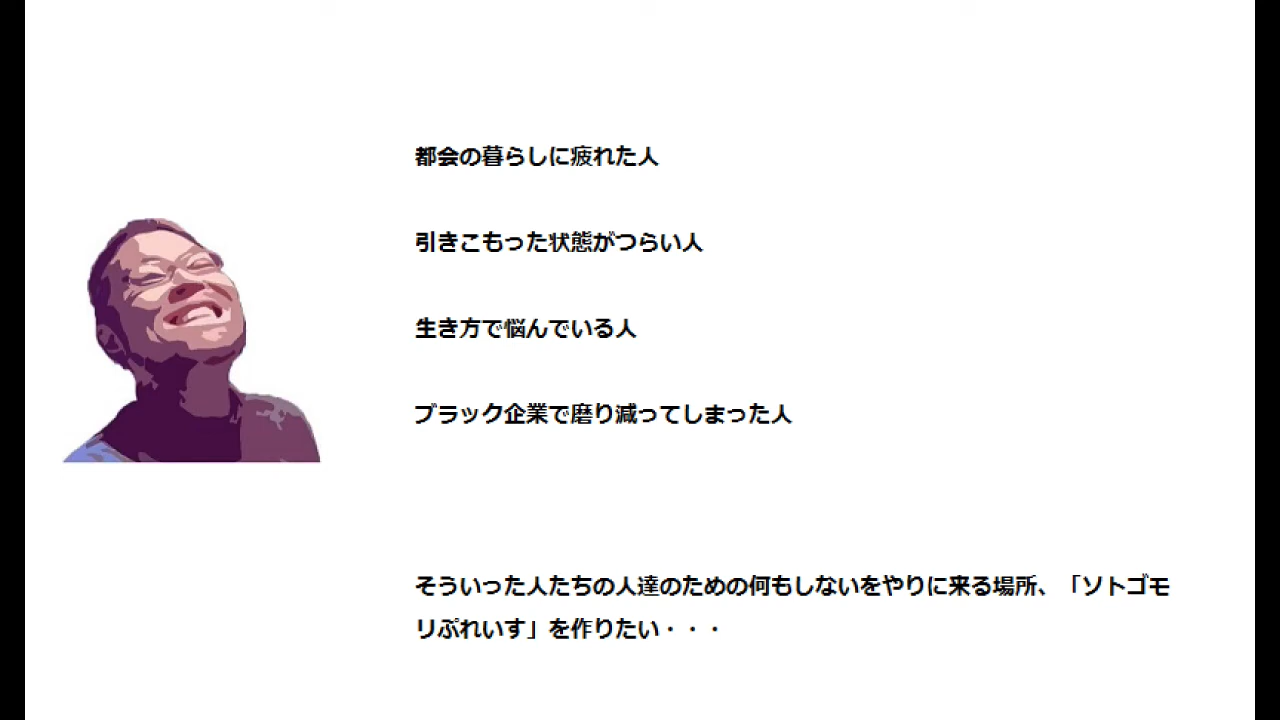 都会の暮らしに疲れた人
引きこもった状態がつらい人
生き方で悩んでいる人
ブラック企業で磨り減ってしまった人
そういった人たちの人達のための何もしないをやりに来る場所、「ソトゴモ
リぷれいす」を作りたい・・・